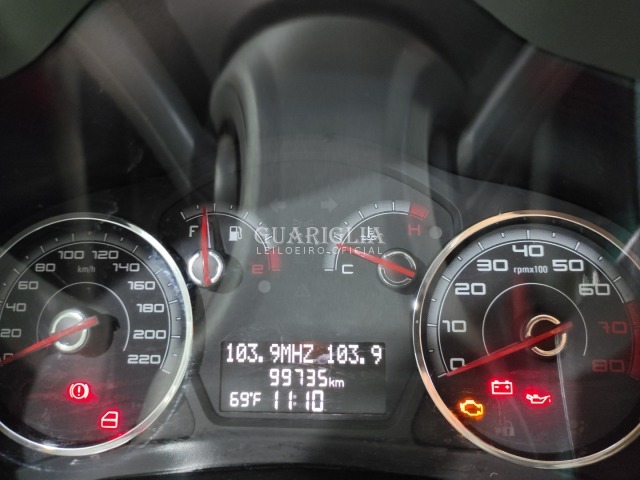 GUARIGLIA
LEILOEIRO OFICIAL
F e
C H
0 20 40 60 80 100 120 140 160 180 200 220
km/h
0 10 20 30 40 50 60 70 80
rpmx100
103.9MHZ 103.9
99735km
69°F 11:10